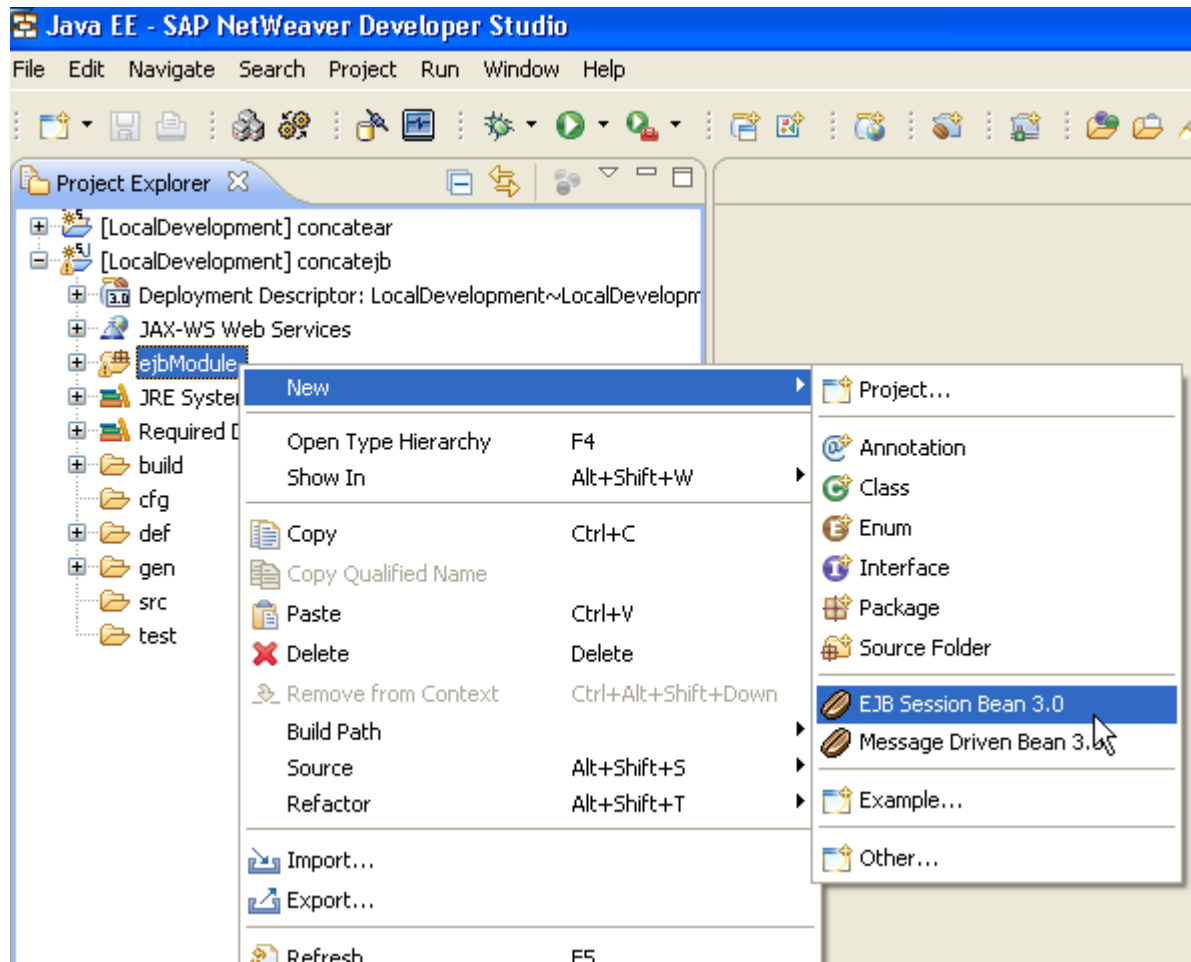 Java EE - SAP NetWeaver Developer Studio
File Edit Navigate Search Project Run Window Help
Project Explorer
[LocalDevelopment] concatear
[LocalDevelopment] concatejb
3.0 Deployment Descriptor: LocalDevelopment~LocalDevelopm
JAX-WS Web Services
ejbModule
JRE System
Required D
build
cfg
def
gen
src
test
New
Open Type Hierarchy F4
Show In Alt+Shift+W
Copy Ctrl+C
Copy Qualified Name
Paste Ctrl+V
Delete Delete
Remove from Context Ctrl+Alt+Shift+Down
Build Path
Source Alt+Shift+S
Refactor Alt+Shift+T
Import...
Export...
Refresh F5
Project...
Annotation
Class
Enum
Interface
Package
Source Folder
EJB Session Bean 3.0
Message Driven Bean 3.0
Example...
Other...